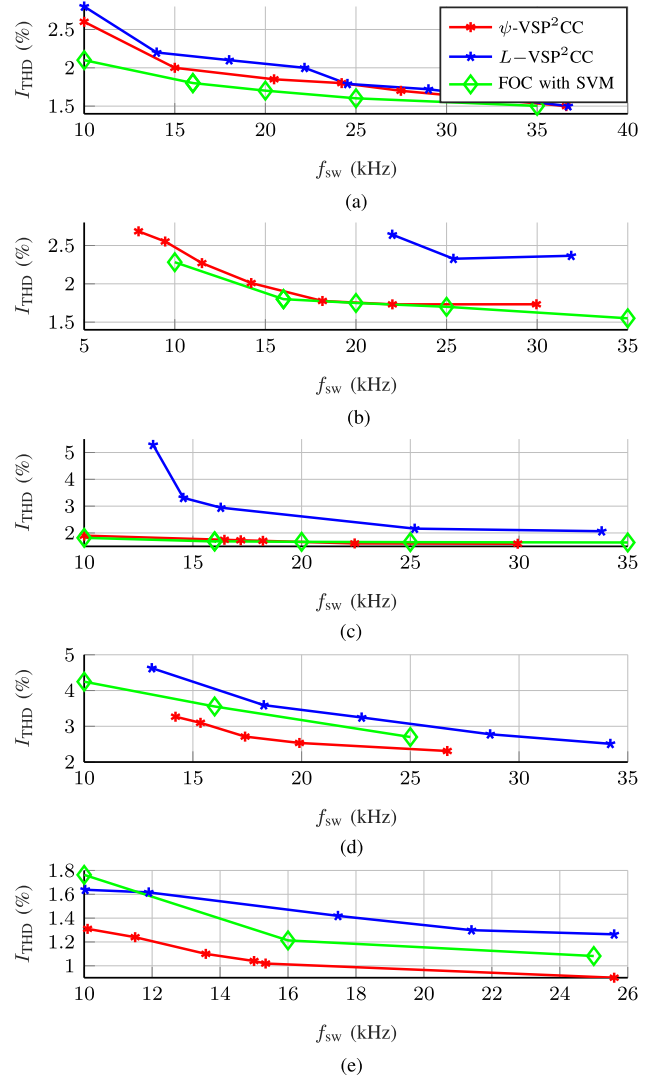 ψ-VSP²CC
L−VSP²CC
FOC with SVM
I_THD (%)
2.5
2
1.5
10 15 20 25 30 35 40
f_sw (kHz)
(a)
I_THD (%)
2.5
2
1.5
5 10 15 20 25 30 35
f_sw (kHz)
(b)
I_THD (%)
5
4
3
2
10 15 20 25 30 35
f_sw (kHz)
(c)
I_THD (%)
5
4
3
2
10 15 20 25 30 35
f_sw (kHz)
(d)
I_THD (%)
1.8
1.6
1.4
1.2
1
10 12 14 16 18 20 22 24 26
f_sw (kHz)
(e)